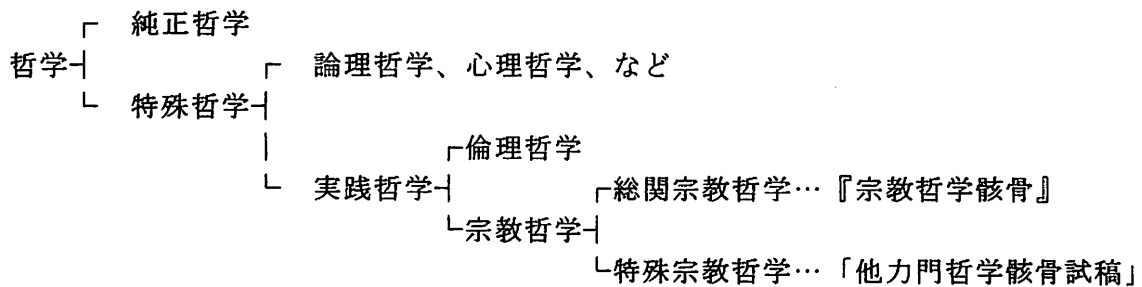 純正哲学
哲学
論理哲学、心理哲学、など
特殊哲学
倫理哲学
実践哲学
総関宗教哲学…『宗教哲学骸骨』
宗教哲学
特殊宗教哲学…「他力門哲学骸骨試稿」